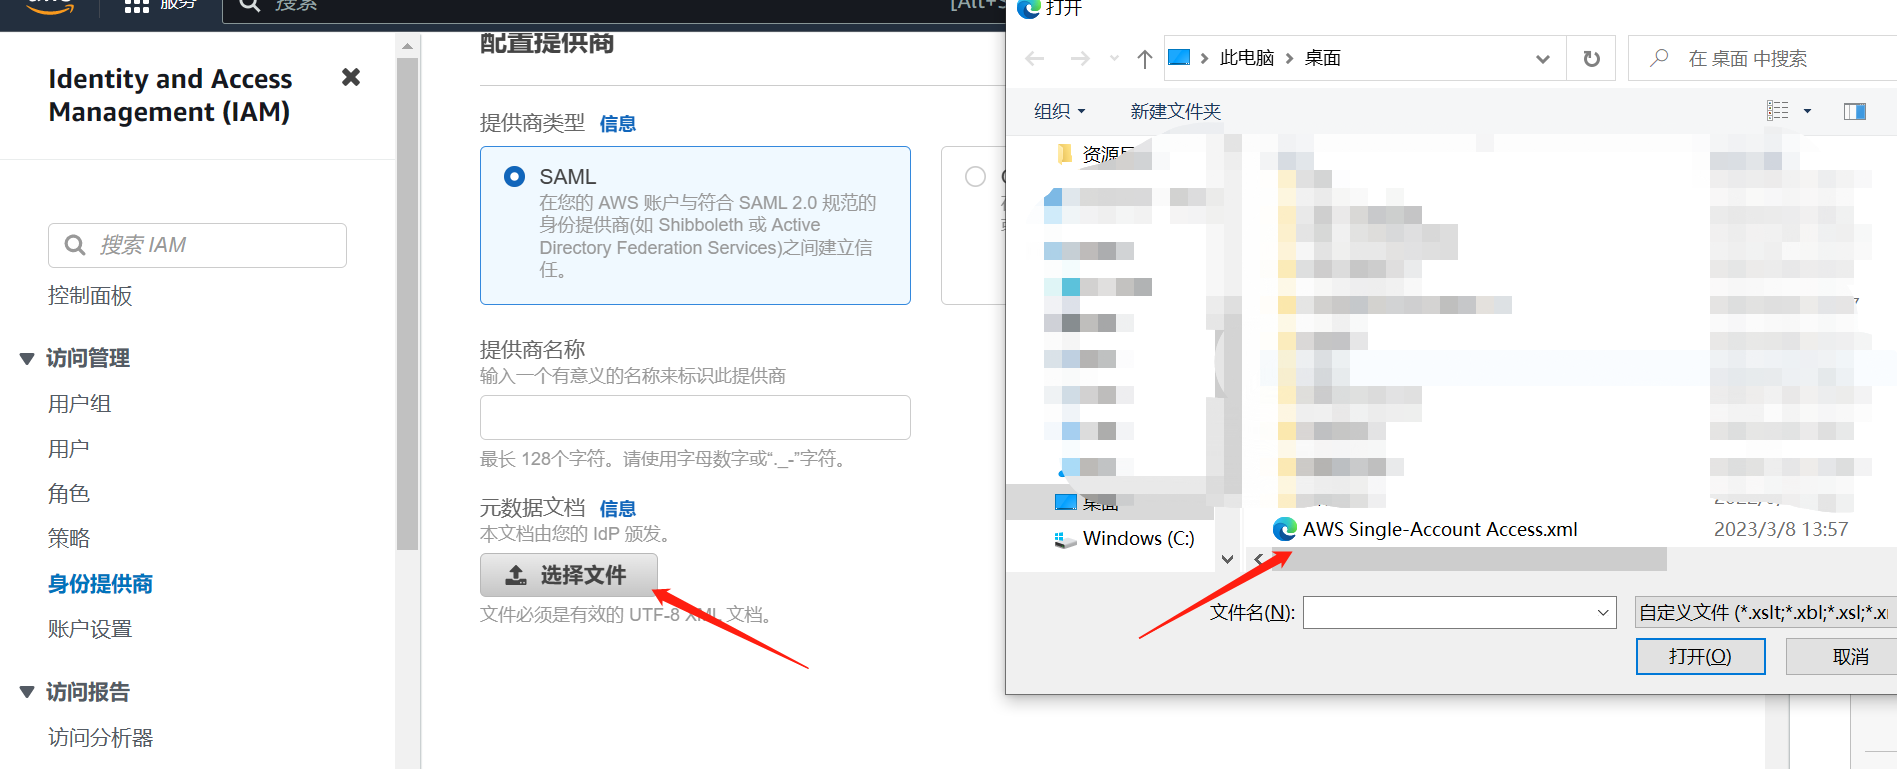 服务
搜索
[Alt+S
Identity and Access
Management (IAM)
搜索 IAM
控制面板
访问管理
用户组
用户
角色
策略
身份提供商
账户设置
访问报告
访问分析器
配置提供商
提供商类型 信息
SAML
在您的 AWS 账户与符合 SAML 2.0 规范的
身份提供商(如 Shibboleth 或 Active
Directory Federation Services)之间建立信
任。
提供商名称
输入一个有意义的名称来标识此提供商
最长 128个字符。请使用字母数字或“._-”字符。
元数据文档 信息
本文档由您的 IdP 颁发。
选择文件
文件必须是有效的 UTF-8 XML 文档。
打开
此电脑 桌面
在 桌面 中搜索
组织 新建文件夹
桌面
Windows (C:)
AWS Single-Account Access.xml 2023/3/8 13:57
文件名(N):
自定义文件 (*.xslt;*.xbl;*.xsl;*.x
打开(O) 取消